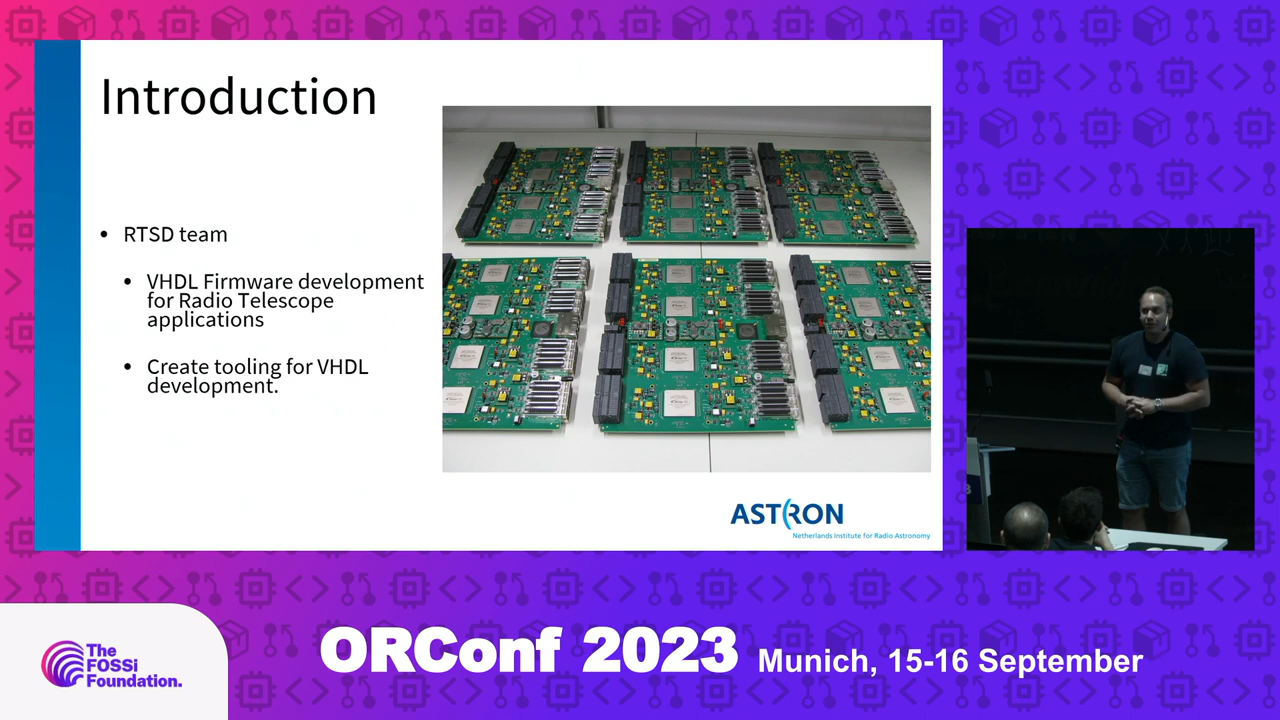 Introduction
RTSD team
VHDL Firmware development
for Radio Telescope
applications
Create tooling for VHDL
development.
ASTRON
Netherlands Institute for Radio Astronomy
The
FOSSi
Foundation.
ORConf 2023 Munich, 15-16 September